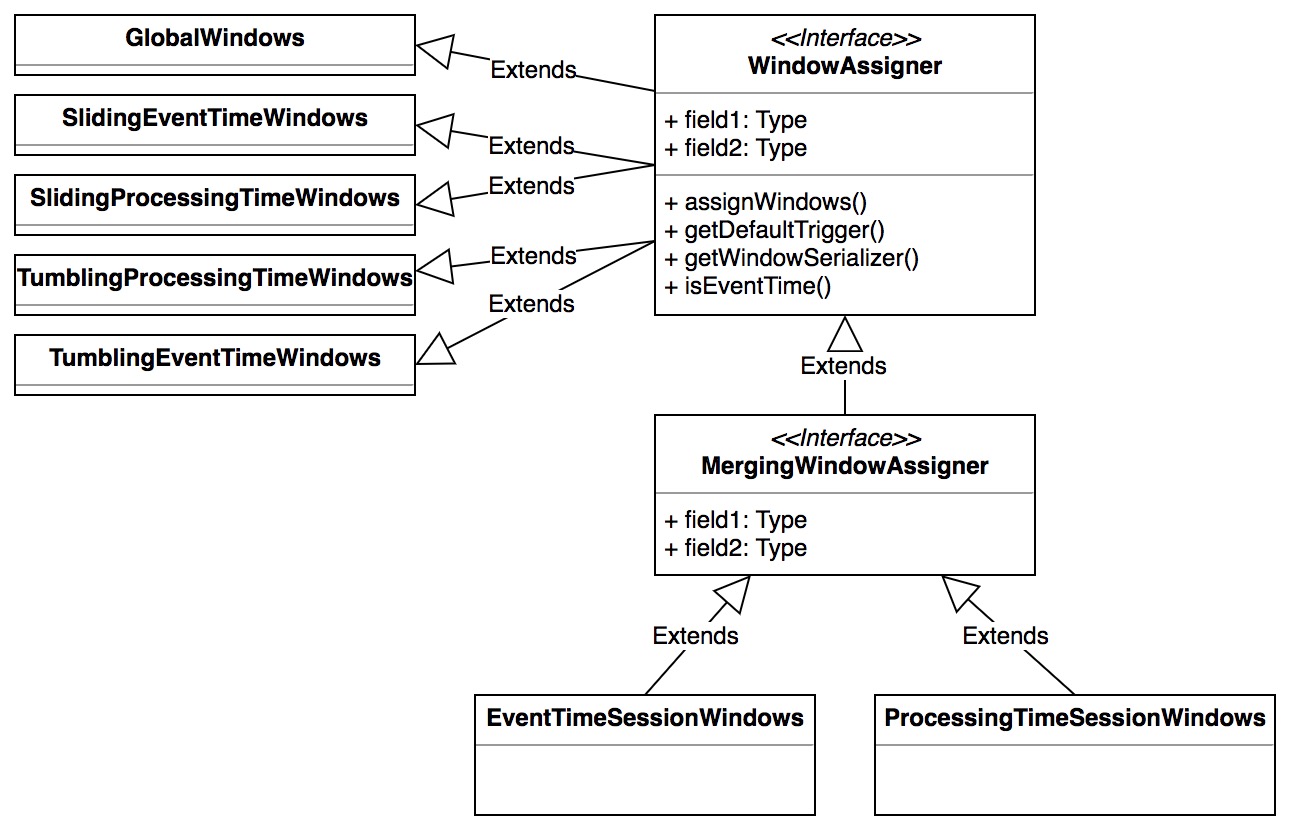 GlobalWindows
SlidingEventTimeWindows
SlidingProcessingTimeWindows
TumblingProcessingTimeWindows
TumblingEventTimeWindows
Extends
Extends
Extends
Extends
Extends
<<Interface>>
WindowAssigner
+ field1: Type
+ field2: Type
+ assignWindows()
+ getDefaultTrigger()
+ getWindowSerializer()
+ isEventTime()
Extends
<<Interface>>
MergingWindowAssigner
+ field1: Type
+ field2: Type
Extends
Extends
EventTimeSessionWindows
ProcessingTimeSessionWindows